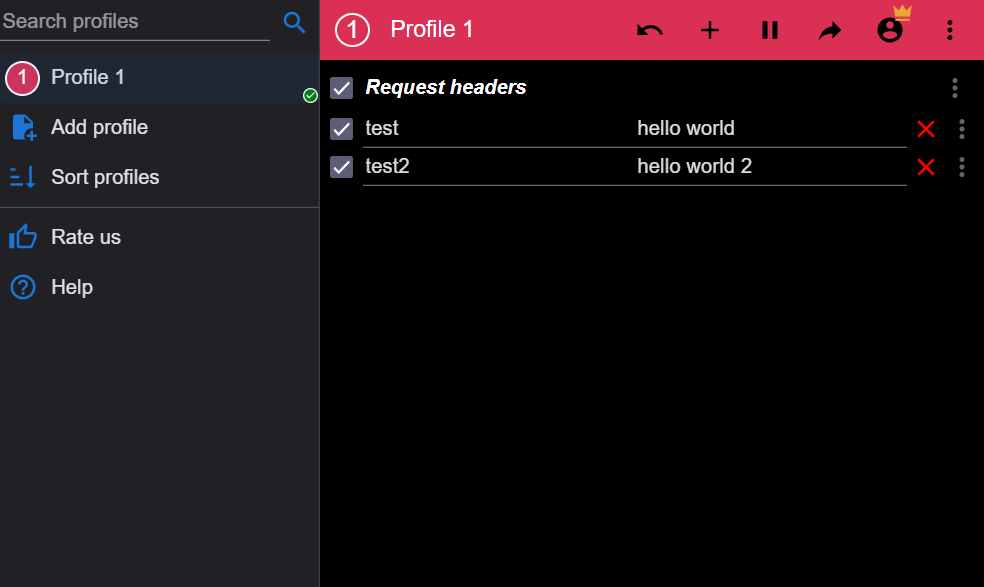 Search profiles
1 Profile 1
Add profile
Sort profiles
Rate us
Help
1 Profile 1
Request headers
test hello world
test2 hello world 2